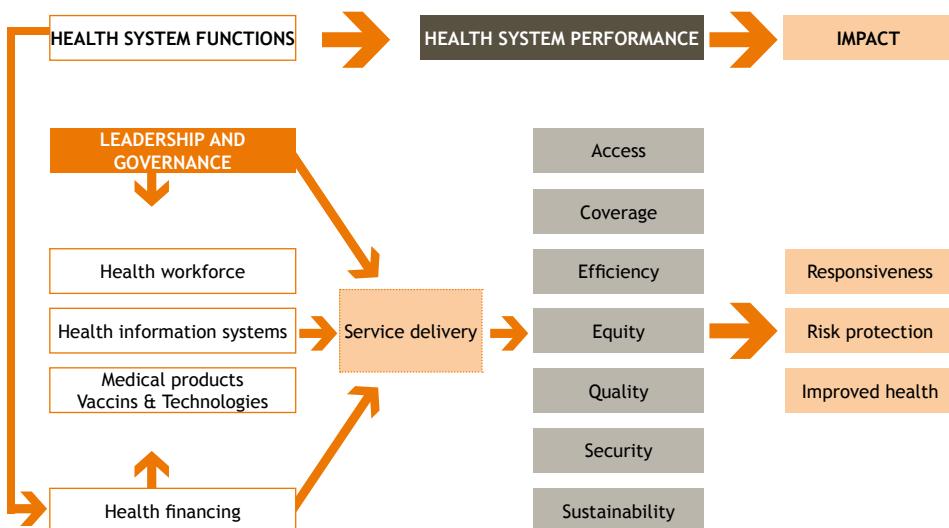 HEALTH SYSTEM FUNCTIONS
HEALTH SYSTEM PERFORMANCE
IMPACT
LEADERSHIP AND
GOVERNANCE
Health workforce
Health information systems
Medical products
Vaccins & Technologies
Health financing
Service delivery
Access
Coverage
Efficiency
Equity
Quality
Security
Sustainability
Responsiveness
Risk protection
Improved health